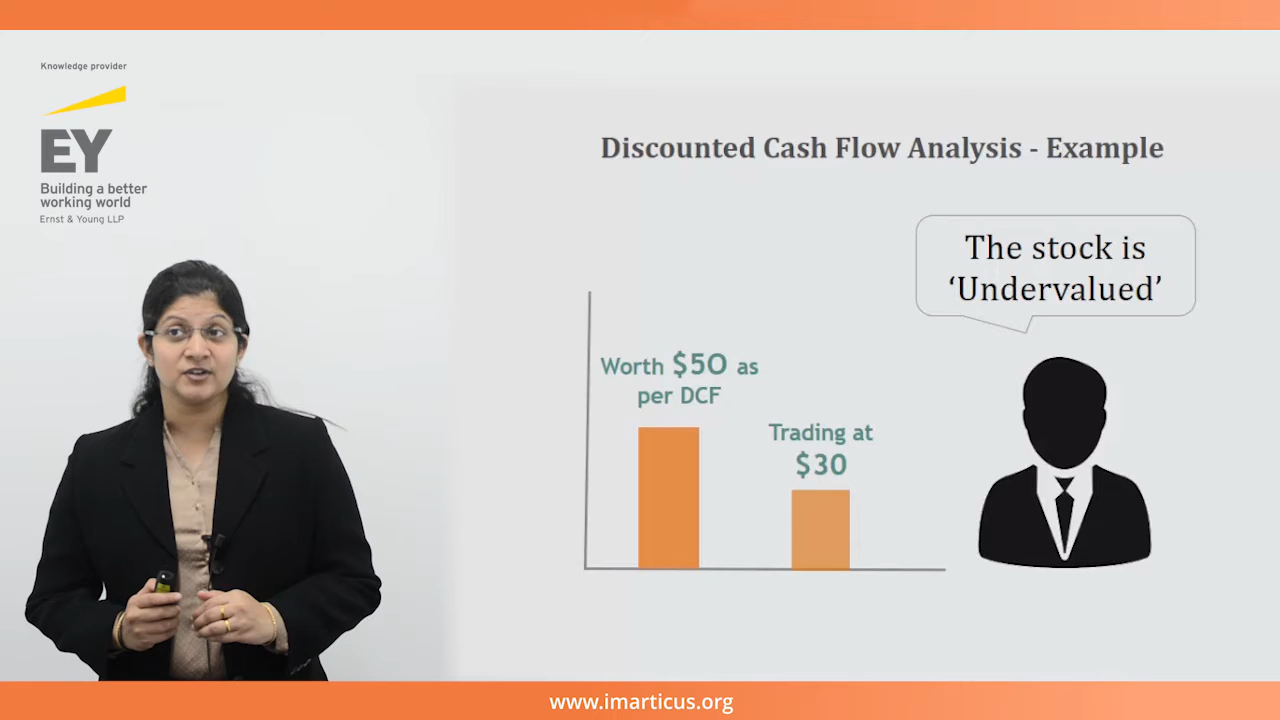 Knowledge provider
EY
Building a better
working world
Ernst & Young LLP
Discounted Cash Flow Analysis - Example
The stock is
‘Undervalued’
Worth $50 as
per DCF
Trading at
$30
www.imarticus.org